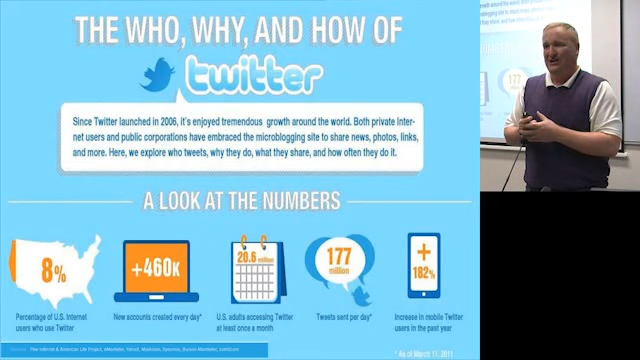 THE WHO, WHY, AND HOW OF
twitter
Since Twitter launched in 2006, it's enjoyed tremendous growth around the world. Both private Inter-
net users and public corporations have embraced the microblogging site to share news, photos, links,
and more. Here, we explore who tweets, why they do, what they share, and how often they do it.
A LOOK AT THE NUMBERS
8%
+460K
20.6 million
177
million
+
182%
Percentage of U.S. Internet
users who use Twitter
New accounts created every day*
U.S. adults accessing Twitter
at least once a month
Tweets sent per day*
Increase in mobile Twitter
users in the past year
* As of March 11, 2011
177
million